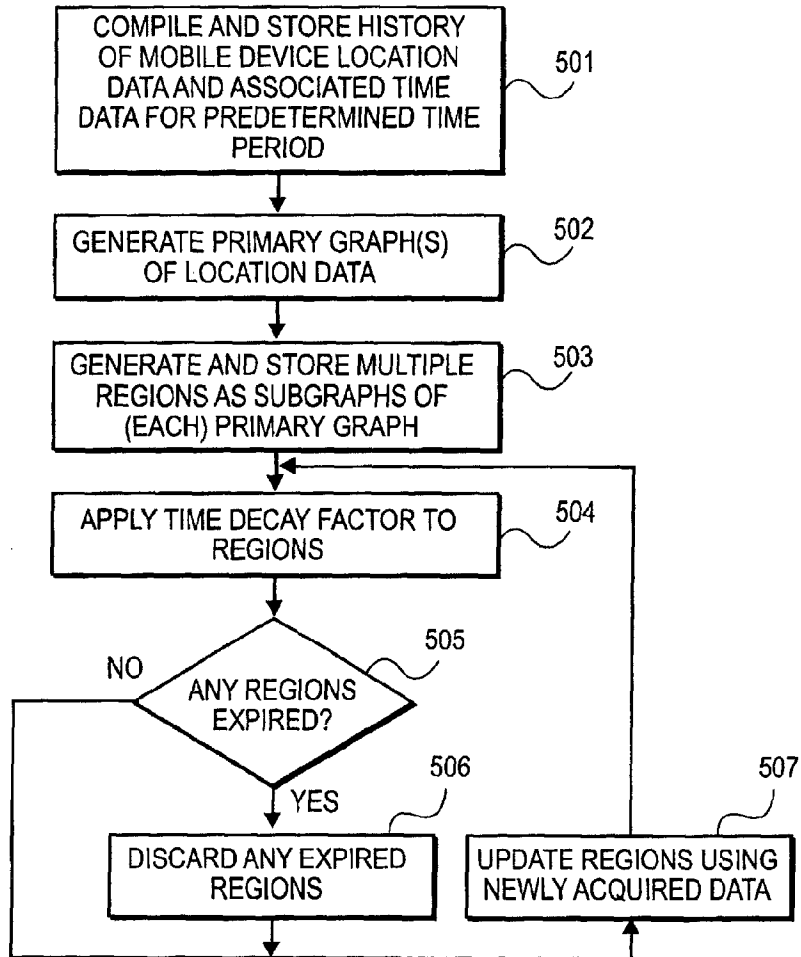 COMPILE AND STORE HISTORY
OF MOBILE DEVICE LOCATION
DATA AND ASSOCIATED TIME
DATA FOR PREDETERMINED TIME
PERIOD
501
GENERATE PRIMARY GRAPH(S)
OF LOCATION DATA
502
GENERATE AND STORE MULTIPLE
REGIONS AS SUBGRAPHS OF
(EACH) PRIMARY GRAPH
503
APPLY TIME DECAY FACTOR TO
REGIONS
504
NO
ANY REGIONS
EXPIRED?
505
YES
506
DISCARD ANY EXPIRED
REGIONS
507
UPDATE REGIONS USING
NEWLY ACQUIRED DATA